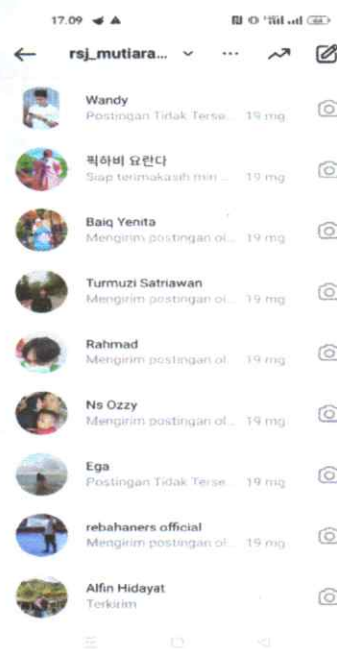 17.09
rsj_mutiara... ...
Wandy
Postingan Tidak Terse... 19 mg
픽하비 요란다
Siap terimakasih min ... 19 mg
Baiq Yenita
Mengirim postingan ol... 19 mg
Turmuzi Satriawan
Mengirim postingan ol... 19 mg
Rahmad
Mengirim postingan ol... 19 mg
Ns Ozzy
Mengirim postingan ol... 19 mg
Ega
Postingan Tidak Terse... 19 mg
rebahaners official
Mengirim postingan ol... 19 mg
Alfin Hidayat
Terkirim